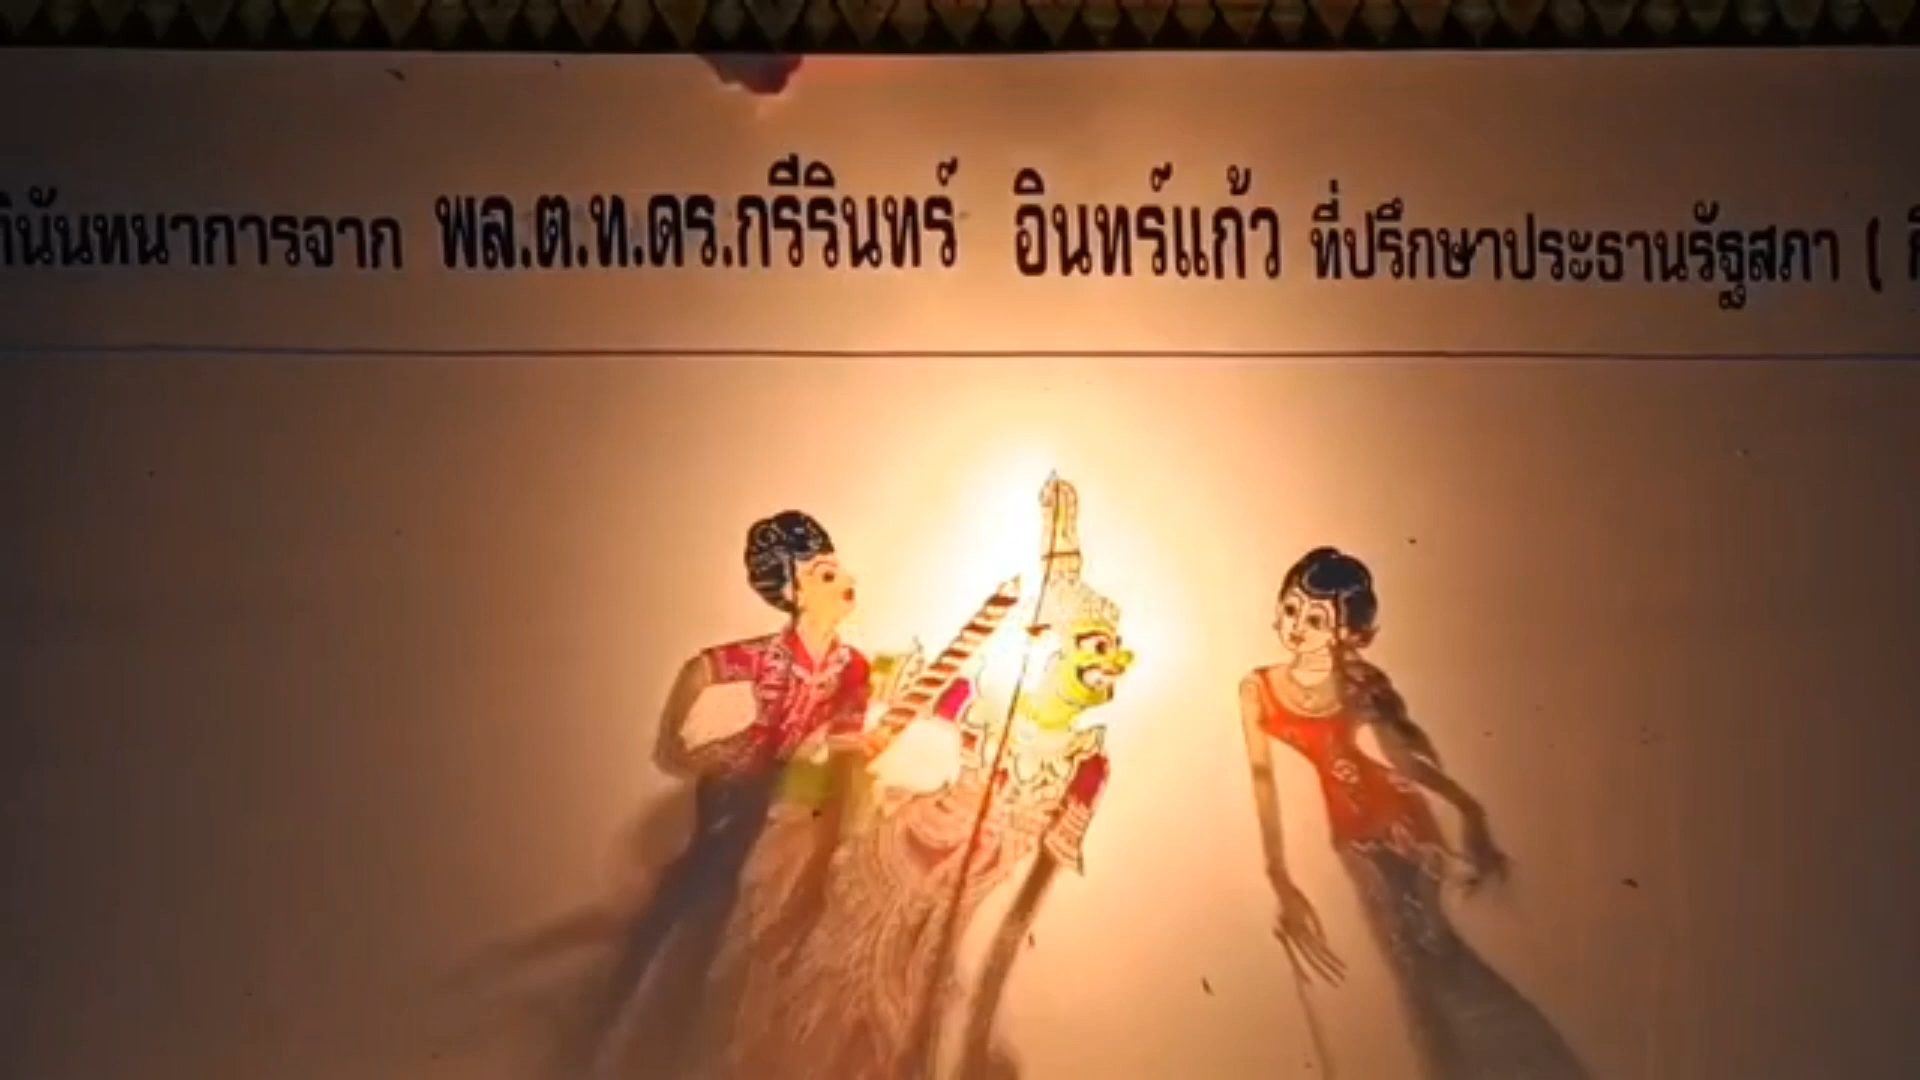 นันทนาการจาก พล.ต.ท.ดร.กรีรินทร์ อินทร์แก้ว ที่ปรึกษาประธานรัฐสภา (